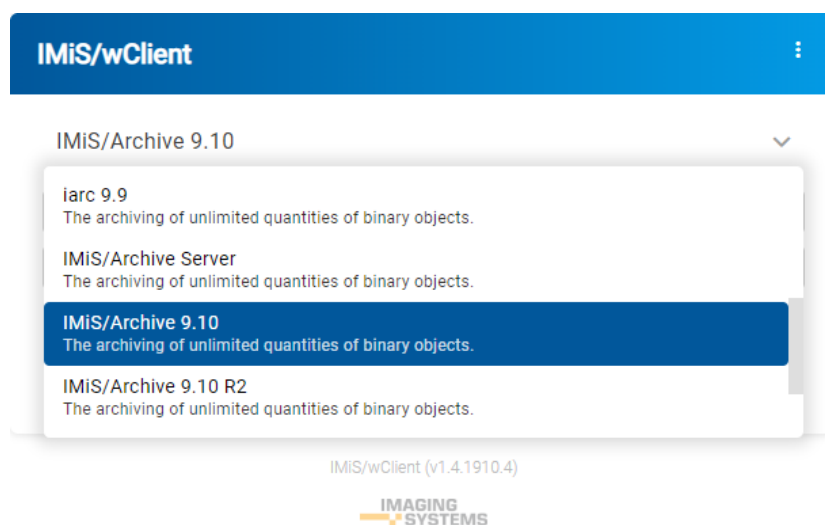 IMiS/wClient
IMiS/Archive 9.10
iarc 9.9
The archiving of unlimited quantities of binary objects.
IMiS/Archive Server
The archiving of unlimited quantities of binary objects.
IMiS/Archive 9.10
The archiving of unlimited quantities of binary objects.
IMiS/Archive 9.10 R2
The archiving of unlimited quantities of binary objects.
IMiS/wClient (v1.4.1910.4)
IMAGING
SYSTEMS